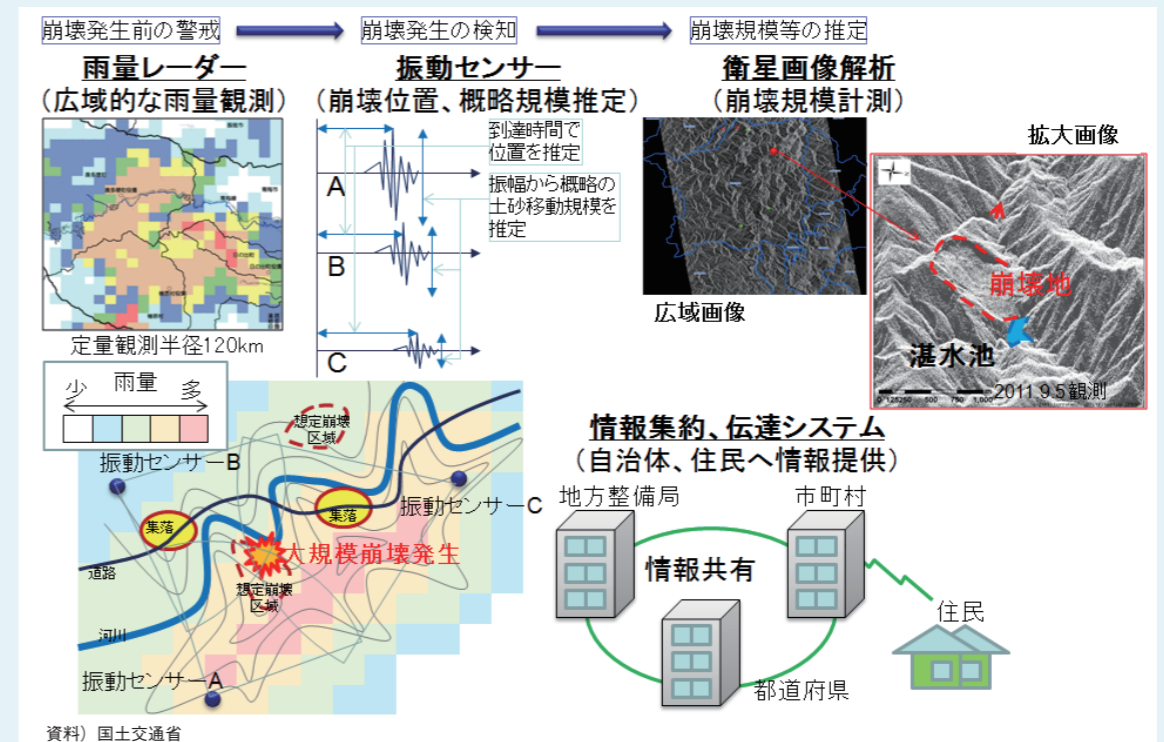 崩壊発生前の警戒
崩壊発生の検知
崩壊規模等の推定
雨量レーダー
（広域的な雨量観測）
振動センサー
（崩壊位置、概略規模推定）
衛星画像解析
（崩壊規模計測）
到達時間で
位置を推定
振幅から概略の
土砂移動規模を
推定
A
B
C
拡大画像
広域画像
崩壊地
湛水池
2011.9.5観測
定量観測半径120km
少 雨量 多
想定崩壊
区域
振動センサーB
振動センサーC
集落
集落
大規模崩壊発生
道路
想定崩壊
区域
河川
振動センサーA
情報集約、伝達システム
（自治体、住民へ情報提供）
地方整備局
市町村
情報共有
住民
都道府県
資料）国土交通省